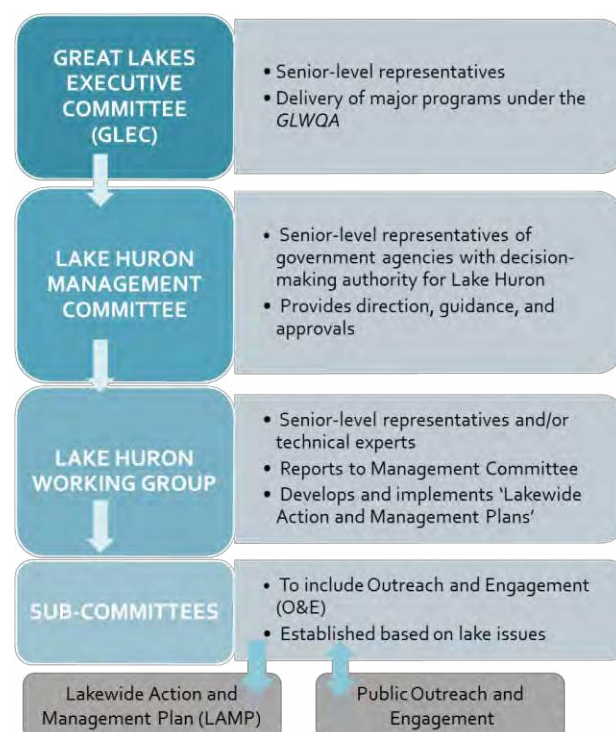 GREAT LAKES
EXECUTIVE
COMMITTEE
(GLEC)
• Senior-level representatives
• Delivery of major programs under the
GLWQA
LAKE HURON
MANAGEMENT
COMMITTEE
• Senior-level representatives of
government agencies with decision-
making authority for Lake Huron
• Provides direction, guidance, and
approvals
LAKE HURON
WORKING GROUP
• Senior-level representatives and/or
technical experts
• Reports to Management Committee
• Develops and implements ‘Lakewide
Action and Management Plans’
SUB-COMMITTEES
• To include Outreach and Engagement
(O&E)
• Established based on lake issues
Lakewide Action and
Management Plan (LAMP)
Public Outreach and
Engagement